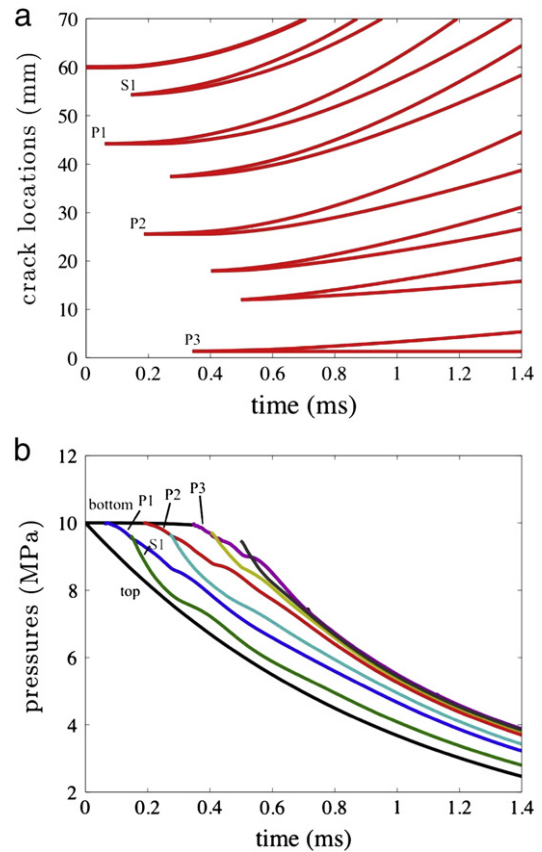 a
70
60
50
40
30
20
10
0
crack locations (mm)
S1
P1
P2
P3
0 0.2 0.4 0.6 0.8 1 1.2 1.4
time (ms)
b
12
10
8
6
4
2
pressures (MPa)
bottom
P1
P2
P3
S1
top
0 0.2 0.4 0.6 0.8 1 1.2 1.4
time (ms)